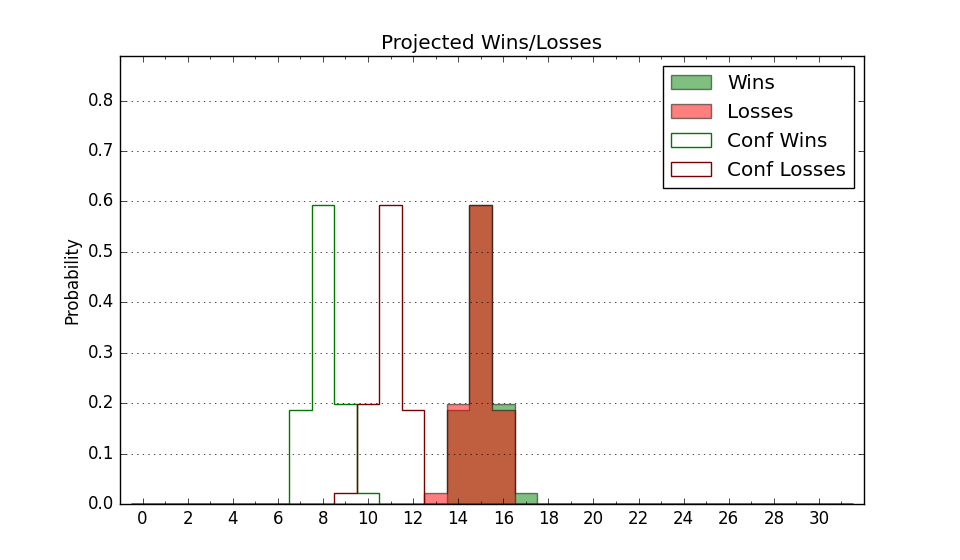 Projected Wins/Losses
Wins
Losses
Conf Wins
Conf Losses
Probability
0.8
0.7
0.6
0.5
0.4
0.3
0.2
0.1
0.0
0 2 4 6 8 10 12 14 16 18 20 22 24 26 28 30